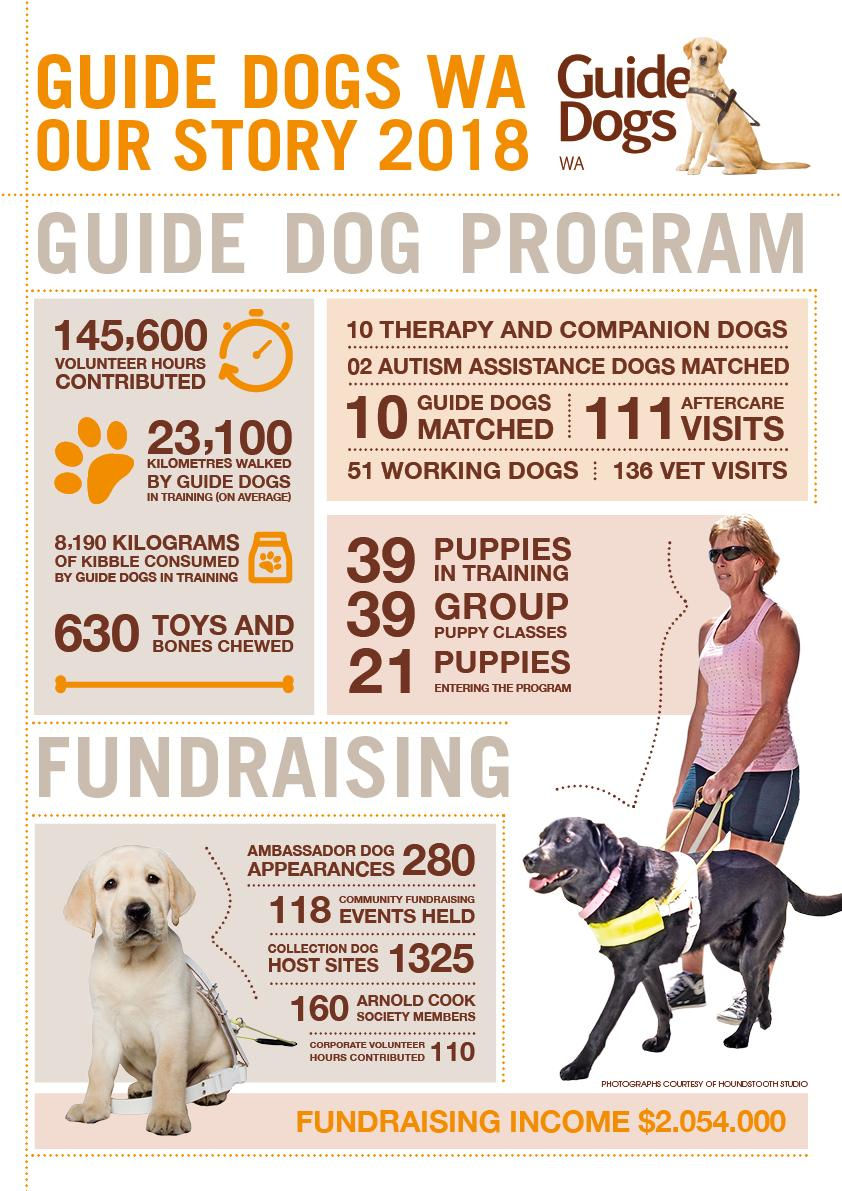 GUIDE DOGS WA
OUR STORY 2018
Guide
Dogs
WA
GUIDE DOG PROGRAM
145,600
VOLUNTEER HOURS
CONTRIBUTED
23,100
KILOMETRES WALKED
BY GUIDE DOGS
IN TRAINING (ON AVERAGE)
8,190 KILOGRAMS
OF KIBBLE CONSUMED
BY GUIDE DOGS IN TRAINING
630 TOYS AND
BONES CHEWED
10 THERAPY AND COMPANION DOGS
02 AUTISM ASSISTANCE DOGS MATCHED
10 GUIDE DOGS
MATCHED
111 AFTERCARE
VISITS
51 WORKING DOGS
136 VET VISITS
39 PUPPIES
IN TRAINING
39 GROUP
PUPPY CLASSES
21 PUPPIES
ENTERING THE PROGRAM
FUNDRAISING
AMBASSADOR DOG
APPEARANCES 280
118 COMMUNITY FUNDRAISING
EVENTS HELD
COLLECTION DOG
HOST SITES 1325
160 ARNOLD COOK
SOCIETY MEMBERS
CORPORATE VOLUNTEER
HOURS CONTRIBUTED 110
PHOTOGRAPHS COURTESY OF HOUNDSTOOTH STUDIO
FUNDRAISING INCOME $2.054.000